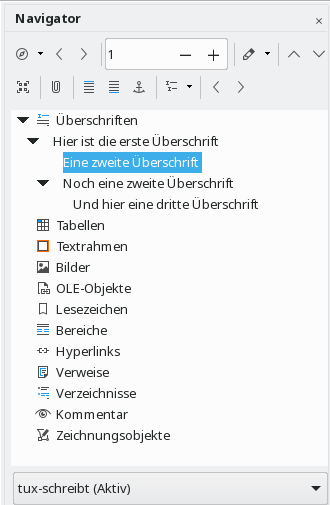 Navigator
1
Überschriften
Hier ist die erste Überschrift
Eine zweite Überschrift
Noch eine zweite Überschrift
Und hier eine dritte Überschrift
Tabellen
Textrahmen
Bilder
OLE-Objekte
Lesezeichen
Bereiche
Hyperlinks
Verweise
Verzeichnisse
Kommentar
Zeichnungsobjekte
tux-schreibt (Aktiv)